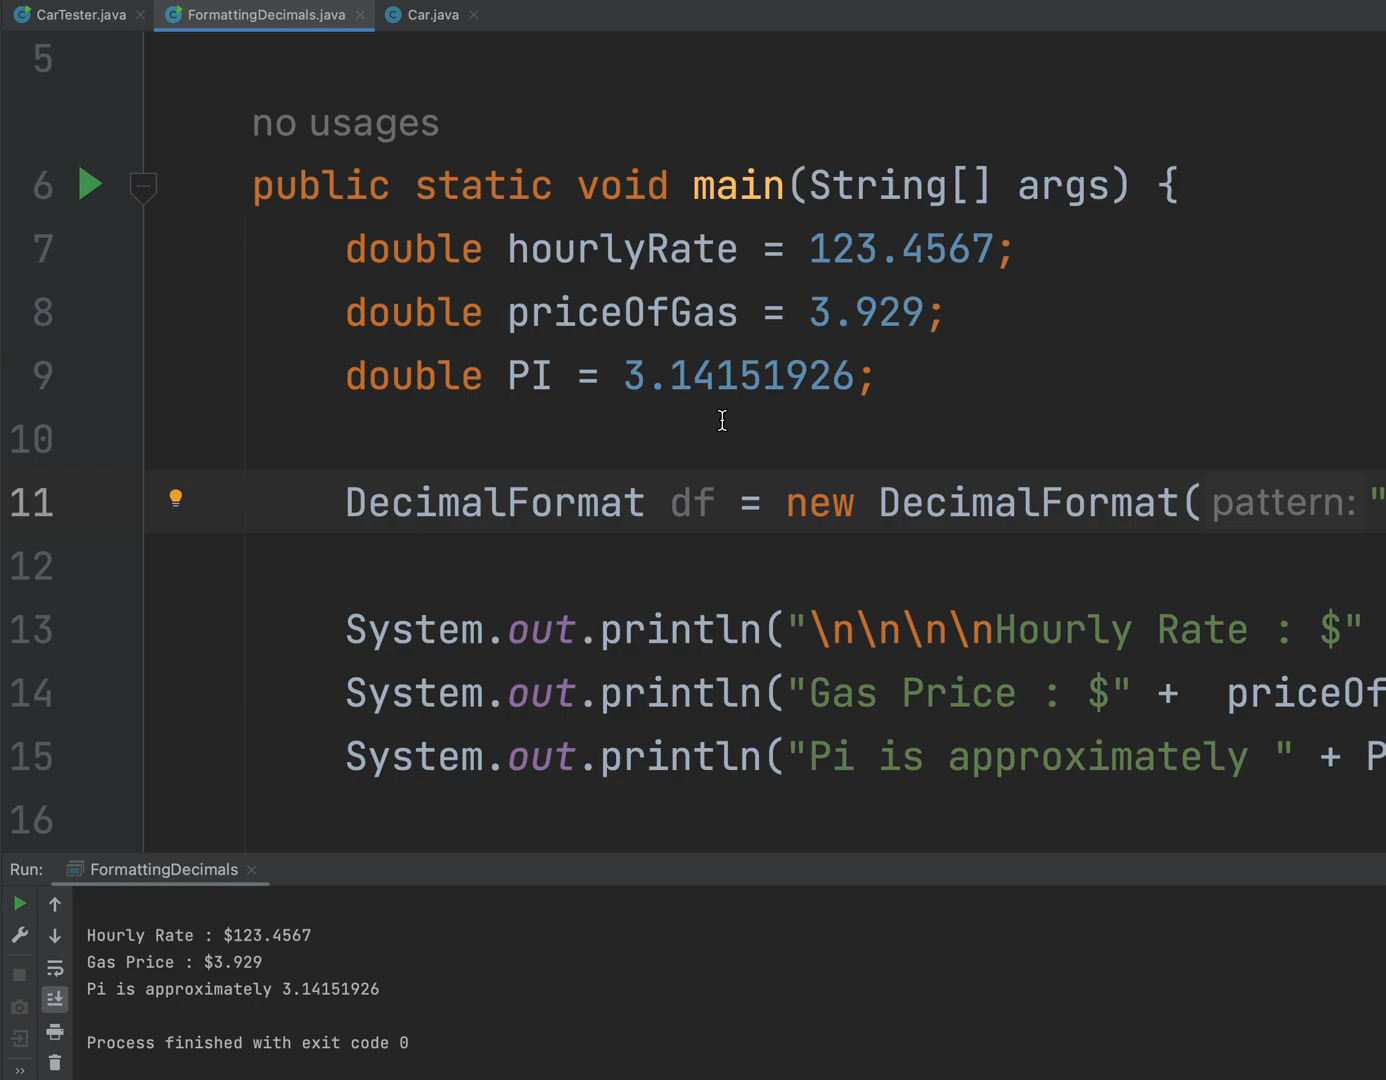 CarTester.java FormattingDecimals.java Car.java
5
no usages
6 public static void main(String[] args) {
7 double hourlyRate = 123.4567;
8 double priceOfGas = 3.929;
9 double PI = 3.14151926;
10
11 DecimalFormat df = new DecimalFormat( pattern: "
12
13 System.out.println("\n\n\n\nHourly Rate : $"
14 System.out.println("Gas Price : $" + priceOf
15 System.out.println("Pi is approximately " + P
16
Run: FormattingDecimals
Hourly Rate : $123.4567
Gas Price : $3.929
Pi is approximately 3.14151926
Process finished with exit code 0